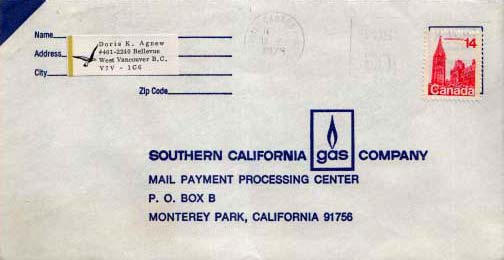 Name
Doris K. Agnew
Address
#401-2240 Bellevue
West Vancouver B.C.
City
V7V - 1C6
Zip Code
14
Canada
SOUTHERN CALIFORNIA gas COMPANY
MAIL PAYMENT PROCESSING CENTER
P. O. BOX B
MONTEREY PARK, CALIFORNIA 91756